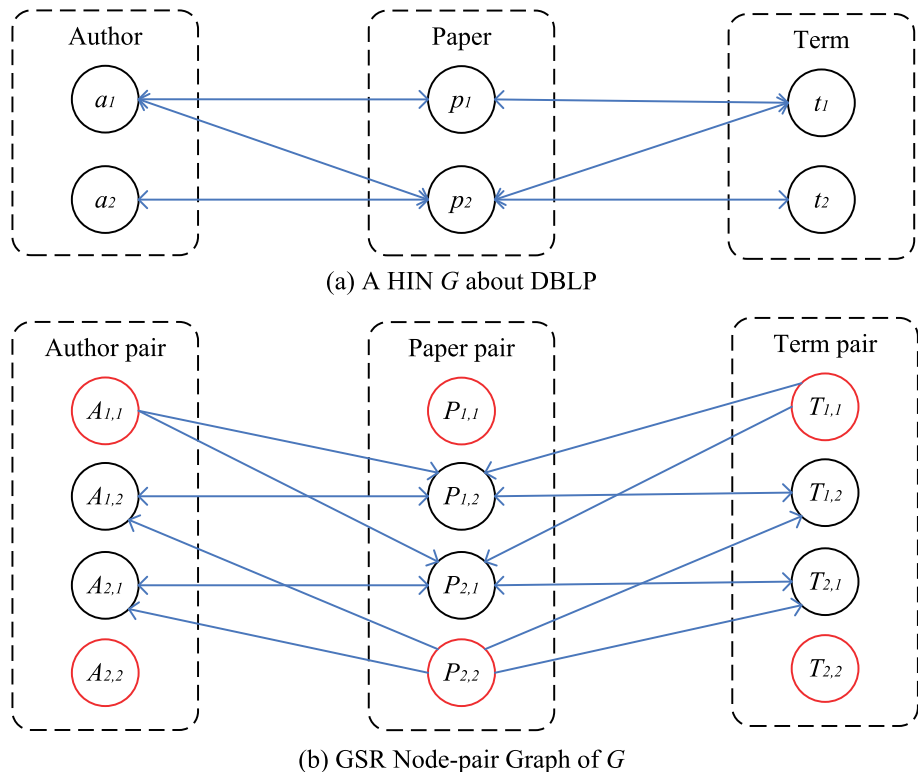 Author Paper Term
a1 p1 t1
a2 p2 t2
(a) A HIN G about DBLP
Author pair Paper pair Term pair
A1,1 P1,1 T1,1
A1,2 P1,2 T1,2
A2,1 P2,1 T2,1
A2,2 P2,2 T2,2
(b) GSR Node-pair Graph of G